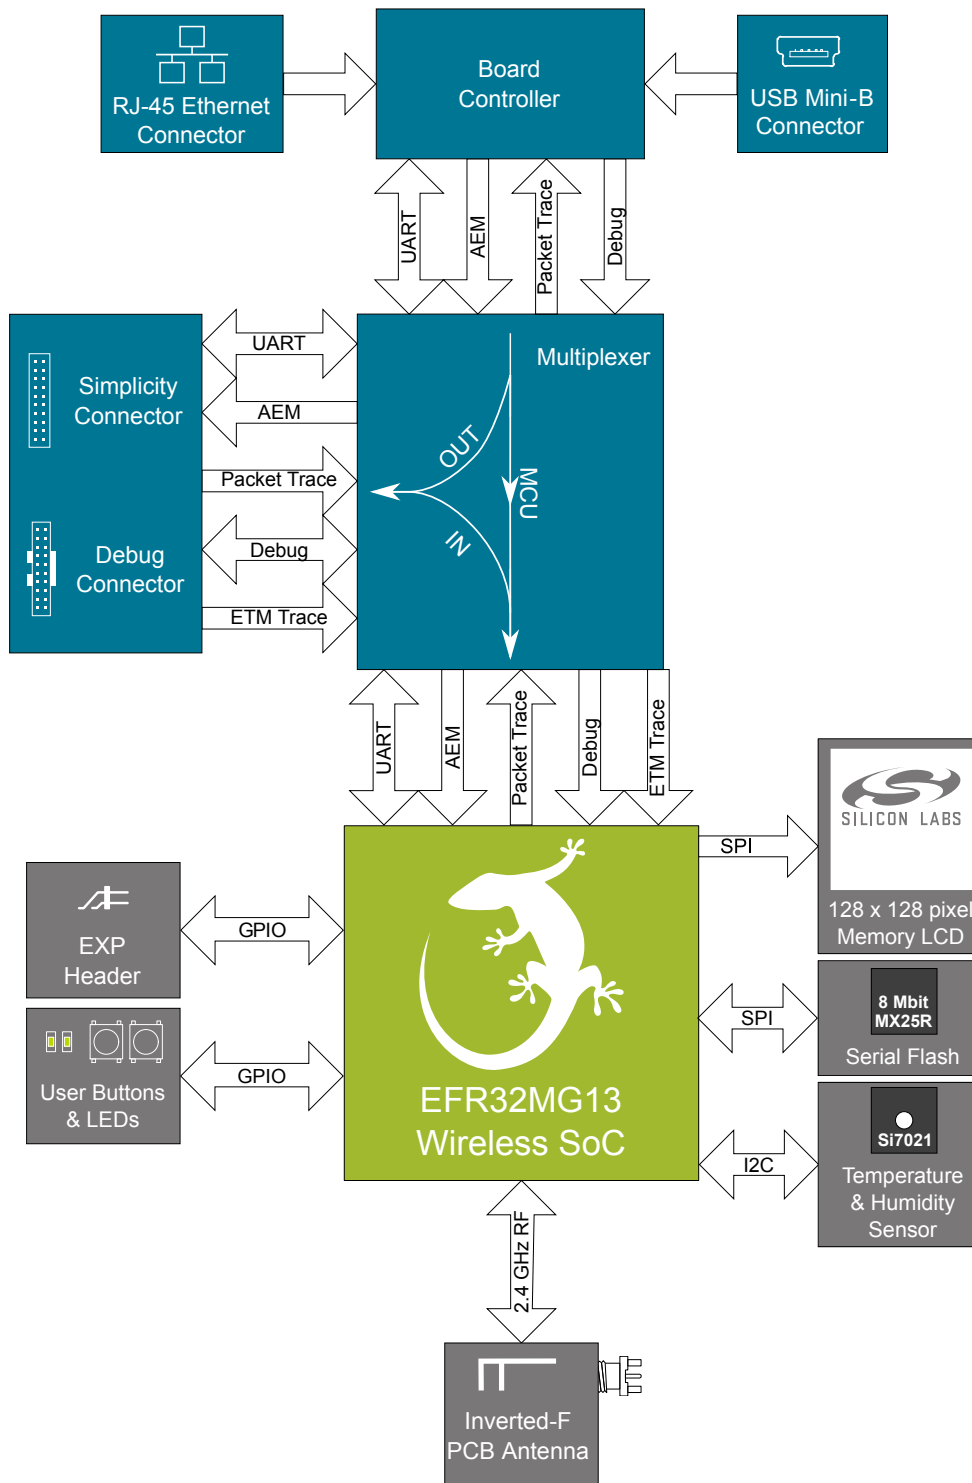 RJ-45 Ethernet
Connector
Board
Controller
USB Mini-B
Connector
UART
AEM
Packet Trace
Debug
Simplicity
Connector
Debug
Connector
UART
AEM
Packet Trace
Debug
ETM Trace
Multiplexer
OUT
MCU
IN
UART
AEM
Packet Trace
Debug
ETM Trace
SPI
SILICON LABS
128 x 128 pixel
Memory LCD
EXP
Header
GPIO
SPI
8 Mbit
MX25R
Serial Flash
User Buttons
& LEDs
GPIO
EFR32MG13
Wireless SoC
I2C
Si7021
Temperature
& Humidity
Sensor
2.4 GHz RF
Inverted-F
PCB Antenna